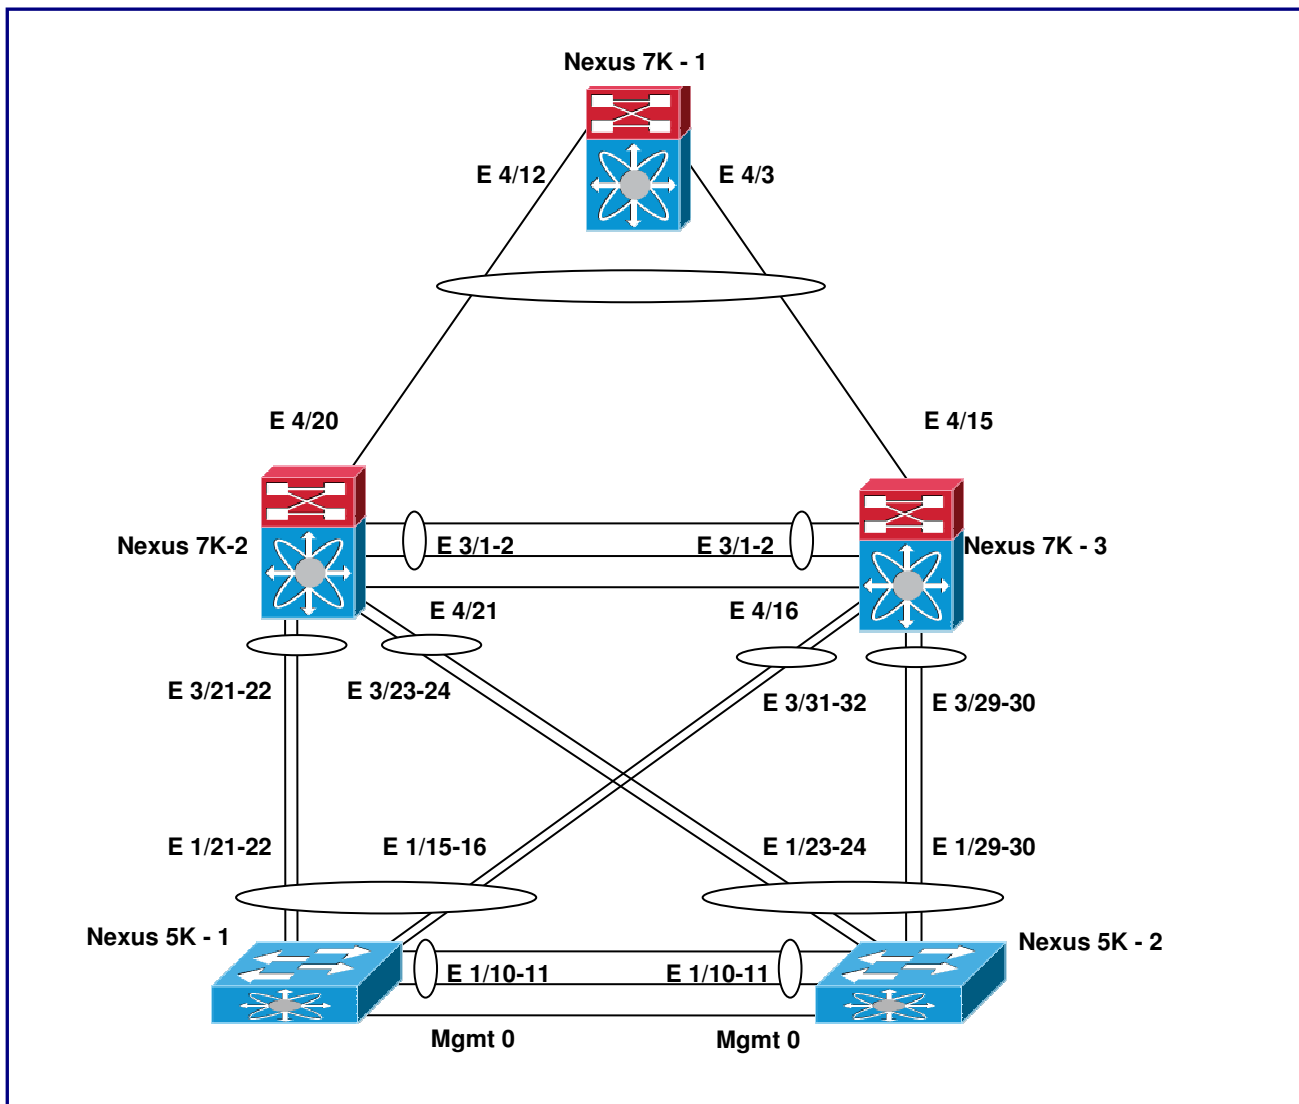 Nexus 7K - 1
E 4/12
E 4/3
E 4/20
E 4/15
Nexus 7K-2
E 3/1-2
E 3/1-2
Nexus 7K - 3
E 4/21
E 4/16
E 3/21-22
E 3/23-24
E 3/31-32
E 3/29-30
E 1/21-22
E 1/15-16
E 1/23-24
E 1/29-30
Nexus 5K - 1
Nexus 5K - 2
E 1/10-11
E 1/10-11
Mgmt 0
Mgmt 0